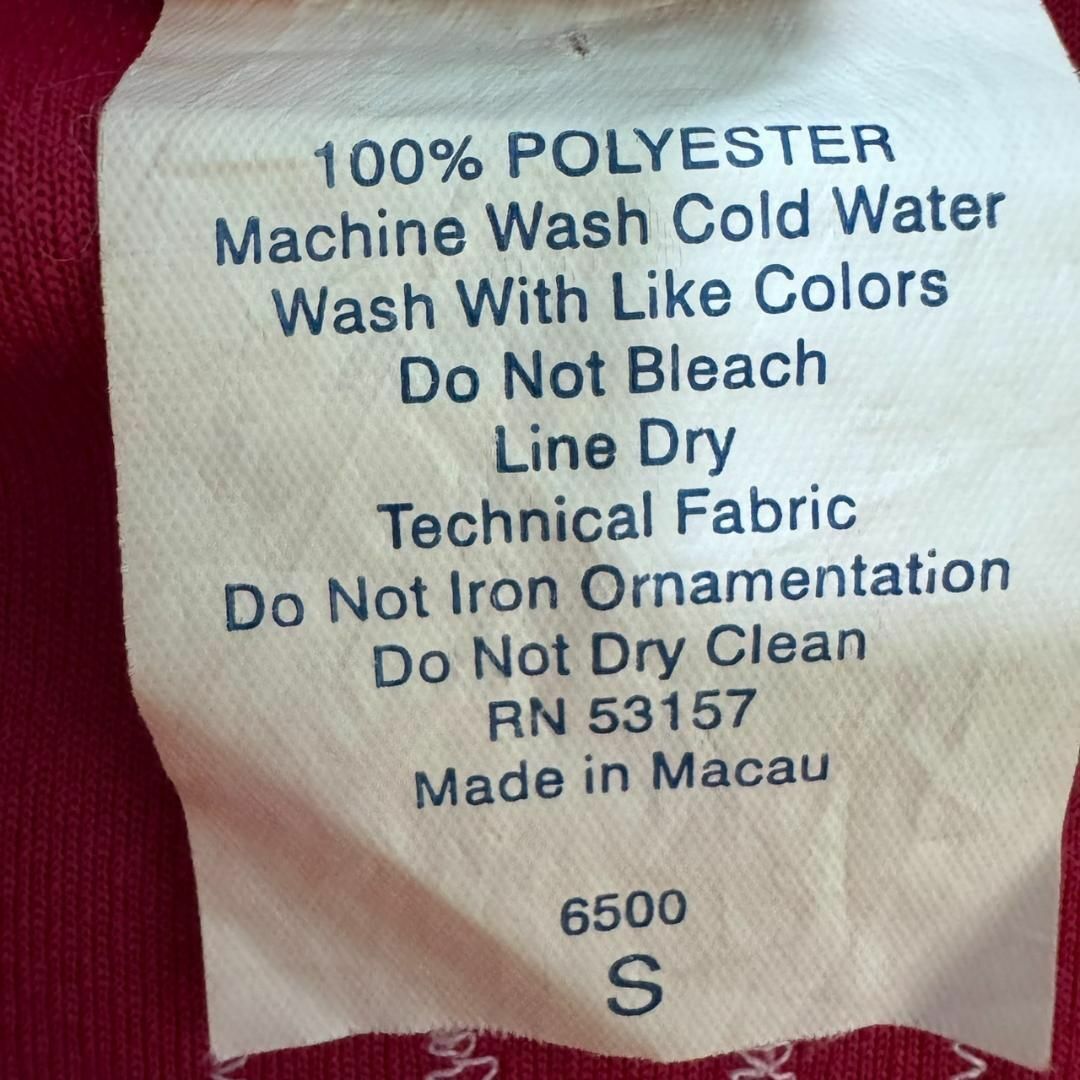 100% POLYESTER
Machine Wash Cold Water
Wash With Like Colors
Do Not Bleach
Line Dry
Technical Fabric
Do Not Iron Ornamentation
Do Not Dry Clean
RN 53157
Made in Macau
6500
S